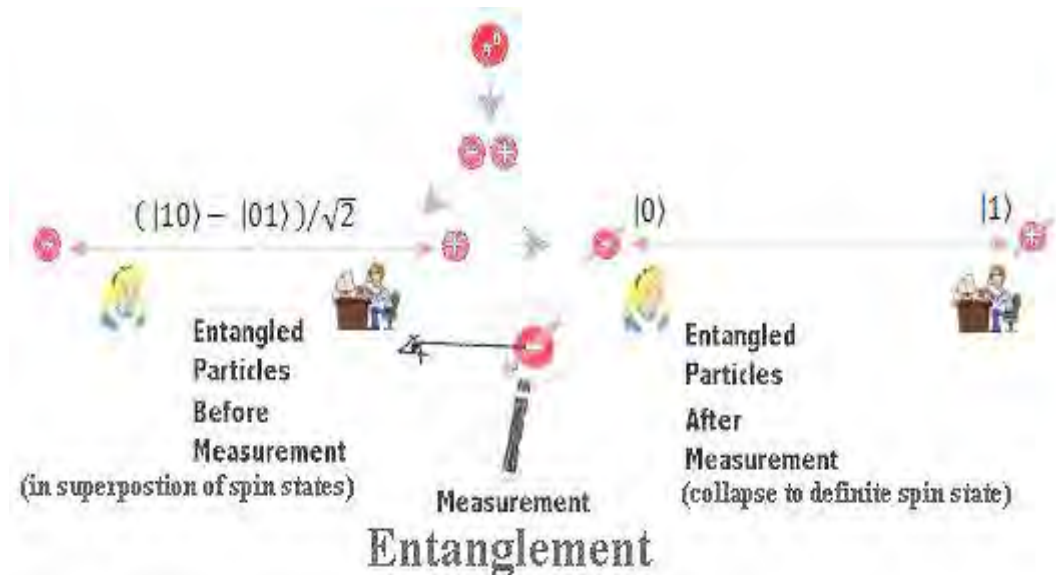 π⁰
− +
(|10⟩ − |01⟩)/√2
|0⟩
|1⟩
− +
− +
Entangled
Particles
Before
Measurement
(in superpostion of spin states)
−
Measurement
Entangled
Particles
After
Measurement
(collapse to definite spin state)
Entanglement